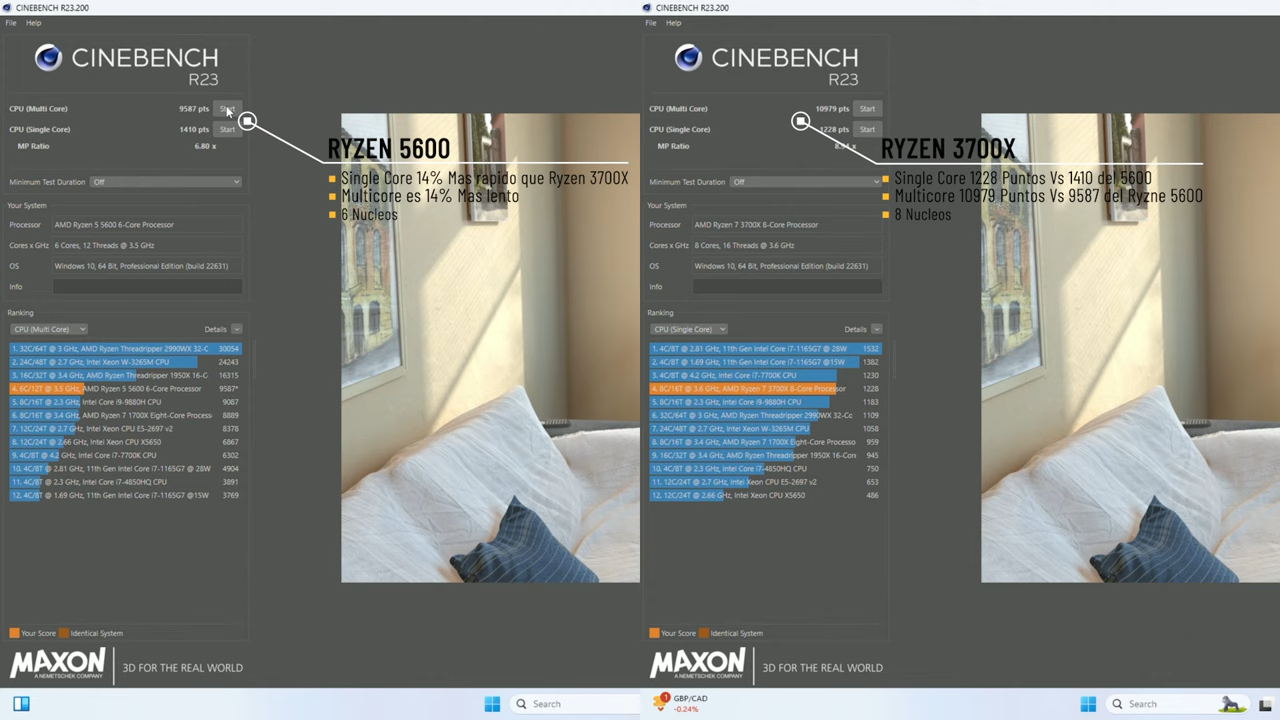 CINEBENCH R23.200
File Help
CINEBENCH
R23
CPU (Multi Core) 9587 pts Start
CPU (Single Core) 1410 pts Start
MP Ratio 6.80 x
Minimum Test Duration Off
Your System
Processor AMD Ryzen 5 5600 6-Core Processor
Cores x GHz 6 Cores, 12 Threads @ 3.5 GHz
OS Windows 10, 64 Bit, Professional Edition (build 22631)
Info
RYZEN 5600
Single Core 14% Mas rapido que Ryzen 3700X
Multicore es 14% Mas lento
6 Nucleos
Ranking
CPU (Multi Core) Details
1. 32C/64T @ 3 GHz, AMD Ryzen Threadripper 2990WX 32-C 30054
2. 24C/48T @ 2.7 GHz, Intel Xeon W-3265M CPU 24243
3. 16C/32T @ 3.4 GHz, AMD Ryzen Threadripper 1950X 16-C 16315
4. 6C/12T @ 3.5 GHz, AMD Ryzen 5 5600 6-Core Processor 9587*
5. 8C/16T @ 2.3 GHz, Intel Core i9-9880H CPU 9087
6. 8C/16T @ 3.4 GHz, AMD Ryzen 7 1700X Eight-Core Process 8889
7. 12C/24T @ 2.7 GHz, Intel Xeon CPU E5-2697 v2 8378
8. 12C/24T @ 2.66 GHz, Intel Xeon CPU X5650 6867
9. 4C/8T @ 4.2 GHz, Intel Core i7-7700K CPU 6302
10. 4C/8T @ 2.81 GHz, 11th Gen Intel Core i7-1165G7 @ 28W 4904
11. 4C/8T @ 2.3 GHz, Intel Core i7-4850HQ CPU 3891
12. 4C/8T @ 1.69 GHz, 11th Gen Intel Core i7-1165G7 @15W 3769
Your Score Identical System
MAXON
A NEMETSCHEK COMPANY
3D FOR THE REAL WORLD
Search
CINEBENCH R23.200
File Help
CINEBENCH
R23
CPU (Multi Core) 10979 pts Start
CPU (Single Core) 1228 pts Start
MP Ratio 8.94 x
Minimum Test Duration Off
Your System
Processor AMD Ryzen 7 3700X 8-Core Processor
Cores x GHz 8 Cores, 16 Threads @ 3.6 GHz
OS Windows 10, 64 Bit, Professional Edition (build 22631)
Info
RYZEN 3700X
Single Core 1228 Puntos Vs 1410 del 5600
Multicore 10979 Puntos Vs 9587 del Ryzne 5600
8 Nucleos
Ranking
CPU (Single Core) Details
1. 4C/8T @ 2.81 GHz, 11th Gen Intel Core i7-1165G7 @ 28W 1532
2. 4C/8T @ 1.69 GHz, 11th Gen Intel Core i7-1165G7 @15W 1382
3. 4C/8T @ 4.2 GHz, Intel Core i7-7700K CPU 1230
4. 8C/16T @ 3.6 GHz, AMD Ryzen 7 3700X 8-Core Processor 1228
5. 8C/16T @ 2.3 GHz, Intel Core i9-9880H CPU 1183
6. 32C/64T @ 3 GHz, AMD Ryzen Threadripper 2990WX 32-Co 1109
7. 24C/48T @ 2.7 GHz, Intel Xeon W-3265M CPU 1058
8. 8C/16T @ 3.4 GHz, AMD Ryzen 7 1700X Eight-Core Processo 959
9. 16C/32T @ 3.4 GHz, AMD Ryzen Threadripper 1950X 16-Cor 945
10. 4C/8T @ 2.3 GHz, Intel Core i7-4850HQ CPU 750
11. 12C/24T @ 2.7 GHz, Intel Xeon CPU E5-2697 v2 653
12. 12C/24T @ 2.66 GHz, Intel Xeon CPU X5650 486
Your Score Identical System
MAXON
A NEMETSCHEK COMPANY
3D FOR THE REAL WORLD
1
GBP/CAD
-0.24%
Search